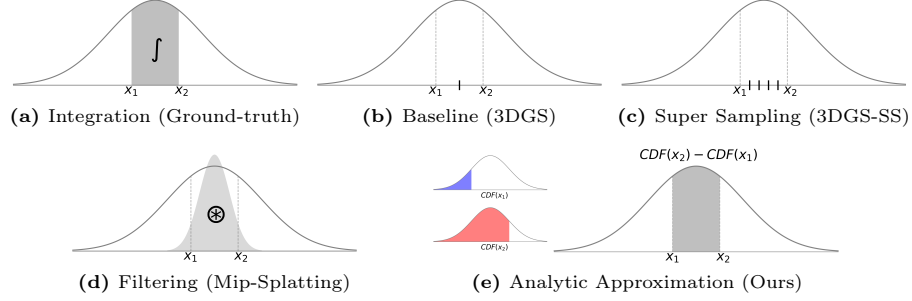 ∫
x₁ x₂
x₁ x₂
x₁ x₂
(a) Integration (Ground-truth)
(b) Baseline (3DGS)
(c) Super Sampling (3DGS-SS)
⊛
x₁ x₂
CDF(x₁)
CDF(x₂)
CDF(x₂) − CDF(x₁)
x₁ x₂
(d) Filtering (Mip-Splatting)
(e) Analytic Approximation (Ours)